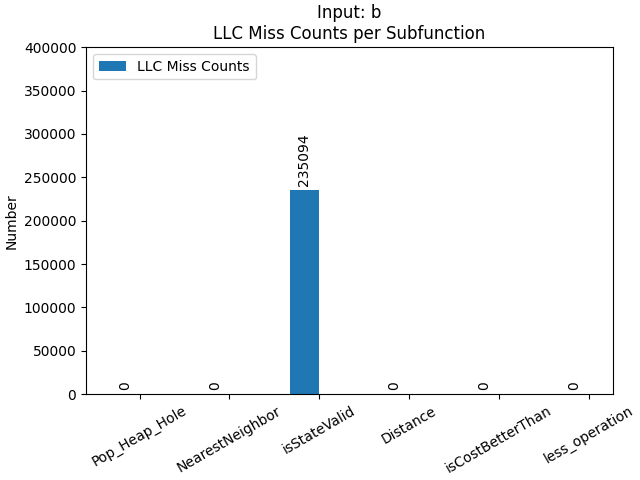 Input: b
LLC Miss Counts per Subfunction
400000
350000
300000
250000
200000
150000
100000
50000
0
Number
LLC Miss Counts
0
0
235094
0
0
0
Pop_Heap_Hole
NearestNeighbor
isStateValid
Distance
isCostBetterThan
less_operation